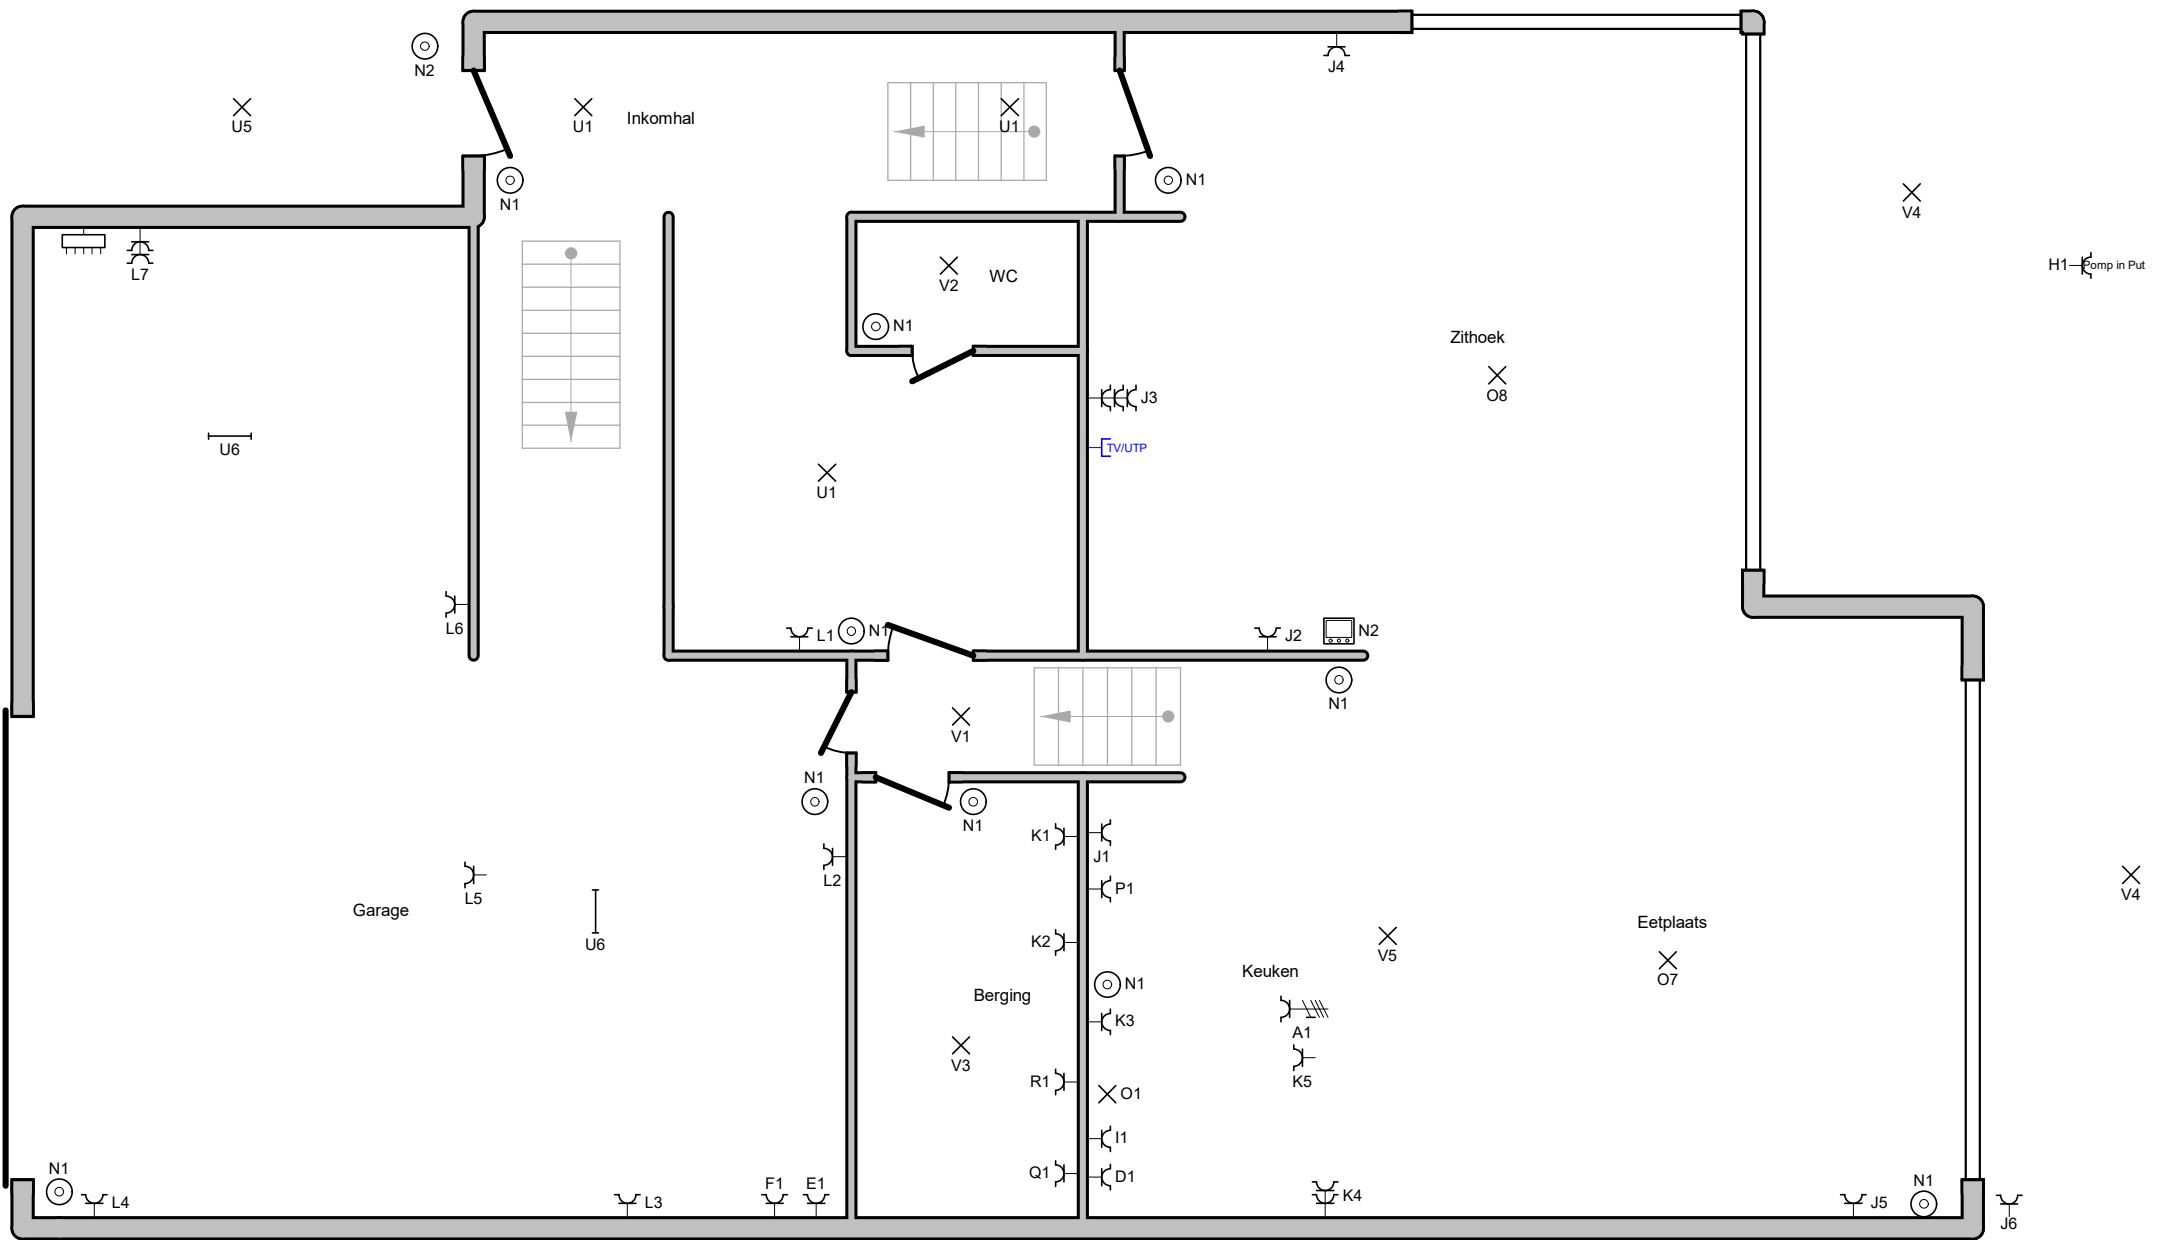 J4
N2
U5
U1
Inkomhal
U1
N1
N1
V4
L7
V2
WC
H1
Pomp in Put
N1
Zithoek
O8
J3
U6
TV/UTP
U1
L6
L1
N1
J2
N2
N1
V1
N1
N1
K1
J1
L2
P1
V4
L5
Garage
U6
K2
Eetplaats
V5
Keuken
O7
N1
Berging
K3
A1
V3
R1
K5
O1
I1
N1
Q1
D1
F1
E1
N1
L4
L3
K4
J5
J6